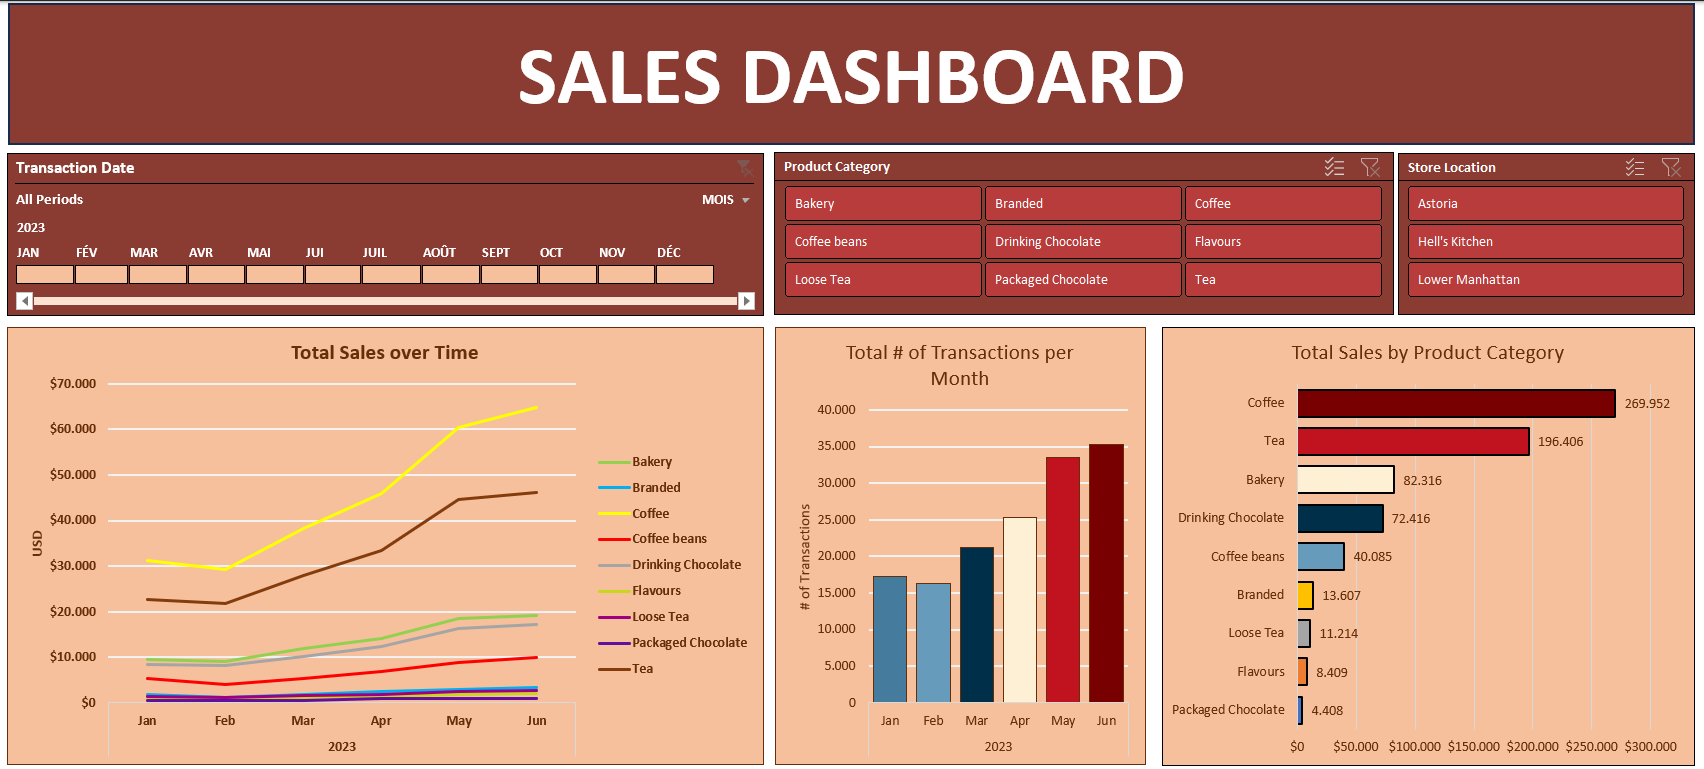 SALES DASHBOARD
Transaction Date
All Periods
MOIS
2023
JAN FÉV MAR AVR MAI JUI JUIL AOÛT SEPT OCT NOV DÉC
Product Category
Bakery Branded Coffee
Coffee beans Drinking Chocolate Flavours
Loose Tea Packaged Chocolate Tea
Store Location
Astoria
Hell's Kitchen
Lower Manhattan
Total Sales over Time
USD
$70.000
$60.000
$50.000
$40.000
$30.000
$20.000
$10.000
$0
Jan Feb Mar Apr May Jun
2023
Bakery
Branded
Coffee
Coffee beans
Drinking Chocolate
Flavours
Loose Tea
Packaged Chocolate
Tea
Total # of Transactions per
Month
# of Transactions
40.000
35.000
30.000
25.000
20.000
15.000
10.000
5.000
0
Jan Feb Mar Apr May Jun
2023
Total Sales by Product Category
Coffee 269.952
Tea 196.406
Bakery 82.316
Drinking Chocolate 72.416
Coffee beans 40.085
Branded 13.607
Loose Tea 11.214
Flavours 8.409
Packaged Chocolate 4.408
$0 $50.000 $100.000 $150.000 $200.000 $250.000 $300.000